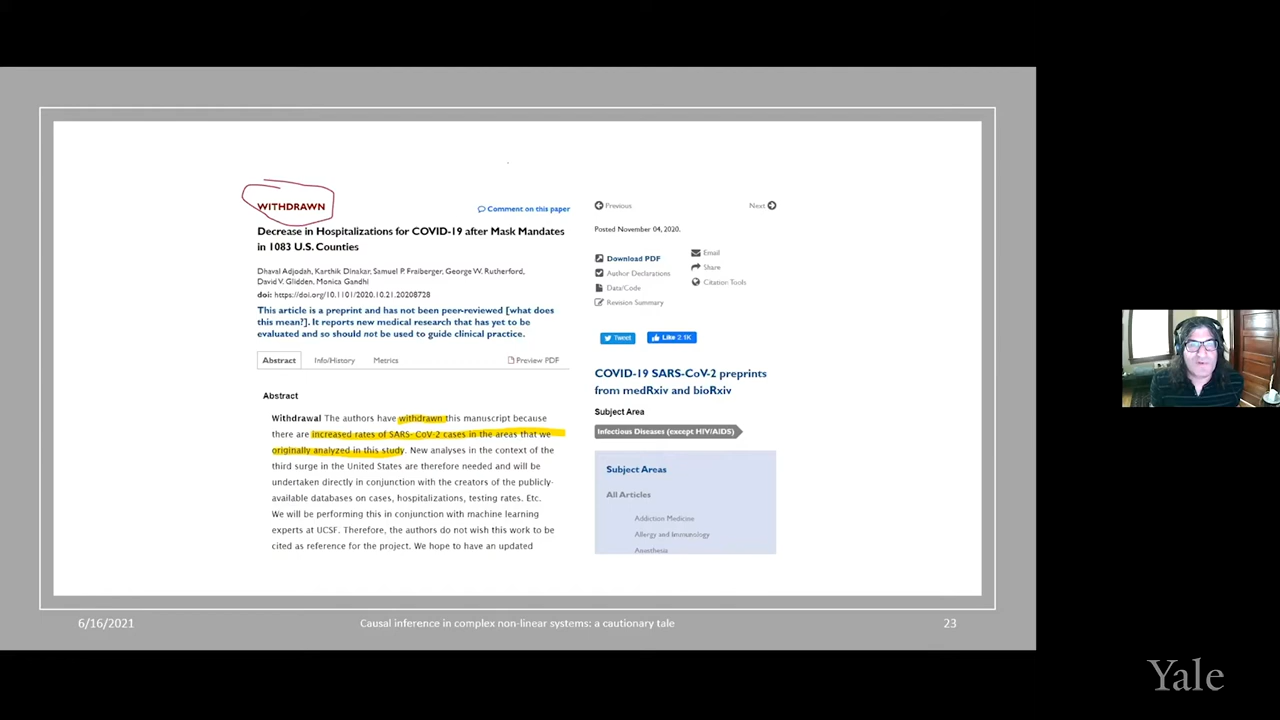 WITHDRAWN
Comment on this paper
Decrease in Hospitalizations for COVID-19 after Mask Mandates
in 1083 U.S. Counties
Dhaval Adjodah, Karthik Dinakar, Samuel P. Fraiberger, George W. Rutherford,
David V. Glidden, Monica Gandhi
doi: https://doi.org/10.1101/2020.10.21.20208728
This article is a preprint and has not been peer-reviewed [what does
this mean?]. It reports new medical research that has yet to be
evaluated and so should not be used to guide clinical practice.
Abstract Info/History Metrics Preview PDF
Abstract
Withdrawal The authors have withdrawn this manuscript because
there are increased rates of SARS- CoV-2 cases in the areas that we
originally analyzed in this study. New analyses in the context of the
third surge in the United States are therefore needed and will be
undertaken directly in conjunction with the creators of the publicly-
available databases on cases, hospitalizations, testing rates. Etc.
We will be performing this in conjunction with machine learning
experts at UCSF. Therefore, the authors do not wish this work to be
cited as reference for the project. We hope to have an updated
Previous Next
Posted November 04, 2020.
Download PDF
Author Declarations
Data/Code
Revision Summary
Email
Share
Citation Tools
Tweet
Like 2.1K
COVID-19 SARS-CoV-2 preprints
from medRxiv and bioRxiv
Subject Area
Infectious Diseases (except HIV/AIDS)
Subject Areas
All Articles
Addiction Medicine
Allergy and Immunology
Anesthesia
6/16/2021
Causal inference in complex non-linear systems: a cautionary tale
23
Yale